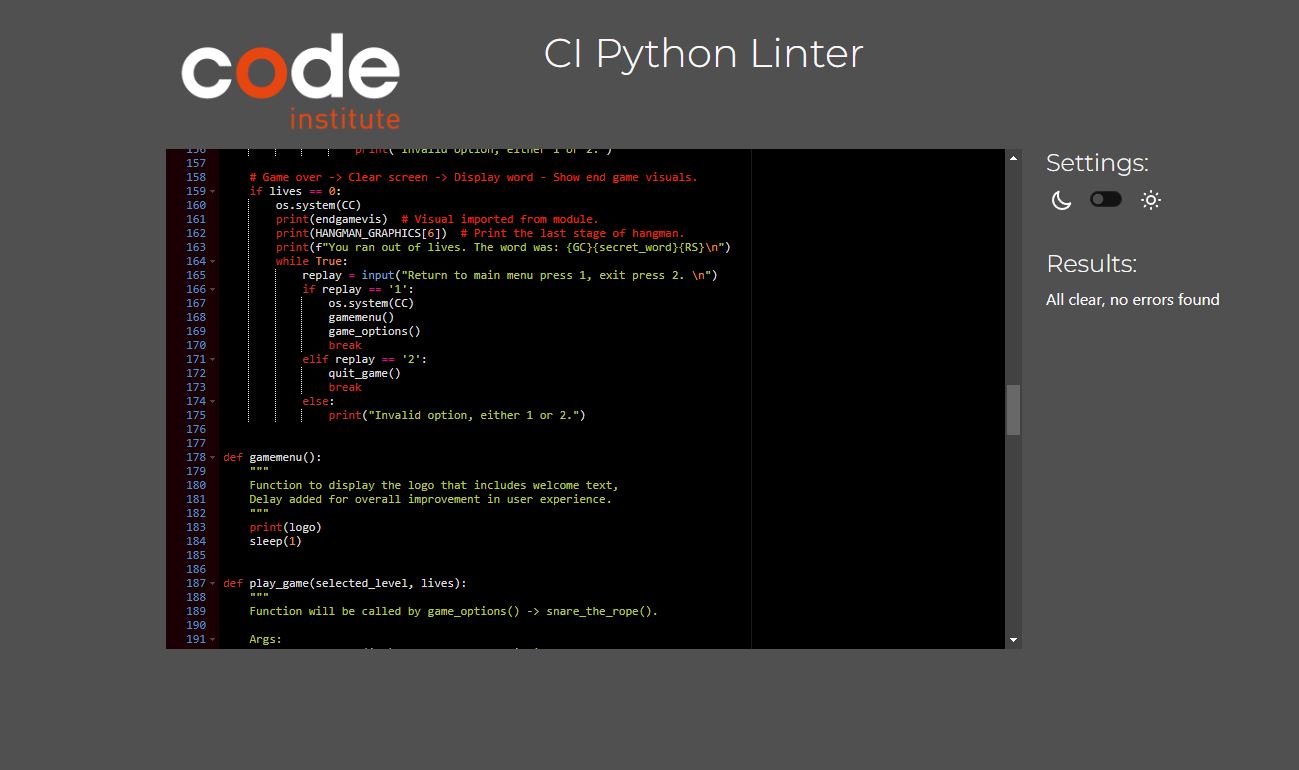 code
institute
CI Python Linter
156 print("Invalid option, either 1 or 2.")
157
158 # Game over -> Clear screen -> Display word - Show end game visuals.
159 if lives == 0:
160 os.system(CC)
161 print(endgamevis)  # Visual imported from module.
162 print(HANGMAN_GRAPHICS[6])  # Print the last stage of hangman.
163 print(f"You ran out of lives. The word was: {GC}{secret_word}{RS}\n")
164 while True:
165 replay = input("Return to main menu press 1, exit press 2. \n")
166 if replay == '1':
167 os.system(CC)
168 gamemenu()
169 game_options()
170 break
171 elif replay == '2':
172 quit_game()
173 break
174 else:
175 print("Invalid option, either 1 or 2.")
176
177
178 def gamemenu():
179 """
180 Function to display the logo that includes welcome text,
181 Delay added for overall improvement in user experience.
182 """
183 print(logo)
184 sleep(1)
185
186
187 def play_game(selected_level, lives):
188 """
189 Function will be called by game_options() -> snare_the_rope().
190
191 Args:
Settings:
Results:
All clear, no errors found